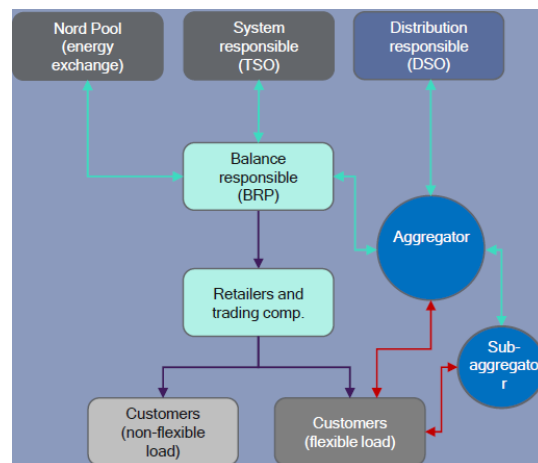 Nord Pool
(energy
exchange)
System
responsible
(TSO)
Distribution
responsible
(DSO)
Balance
responsible
(BRP)
Aggregator
Retailers and
trading comp.
Sub-
aggregato
r
Customers
(non-flexible
load)
Customers
(flexible load)